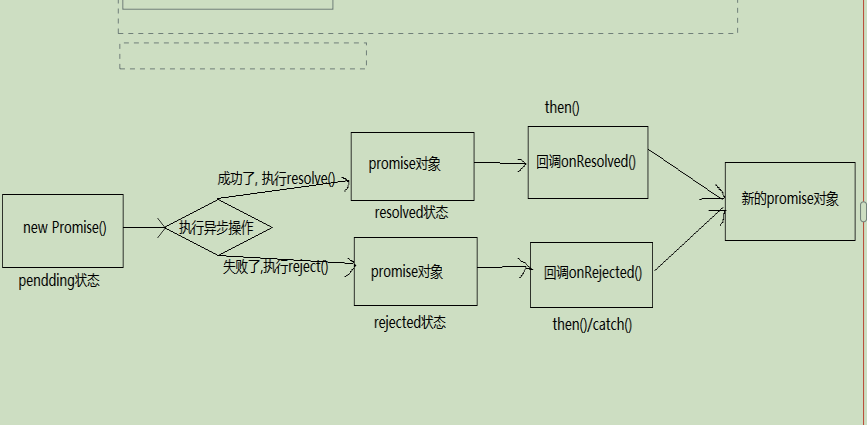 then()
promise对象
回调onResolved()
成功了, 执行resolve()
新的promise对象
resolved状态
new Promise()
执行异步操作
失败了,执行reject()
promise对象
回调onRejected()
pendding状态
rejected状态
then()/catch()